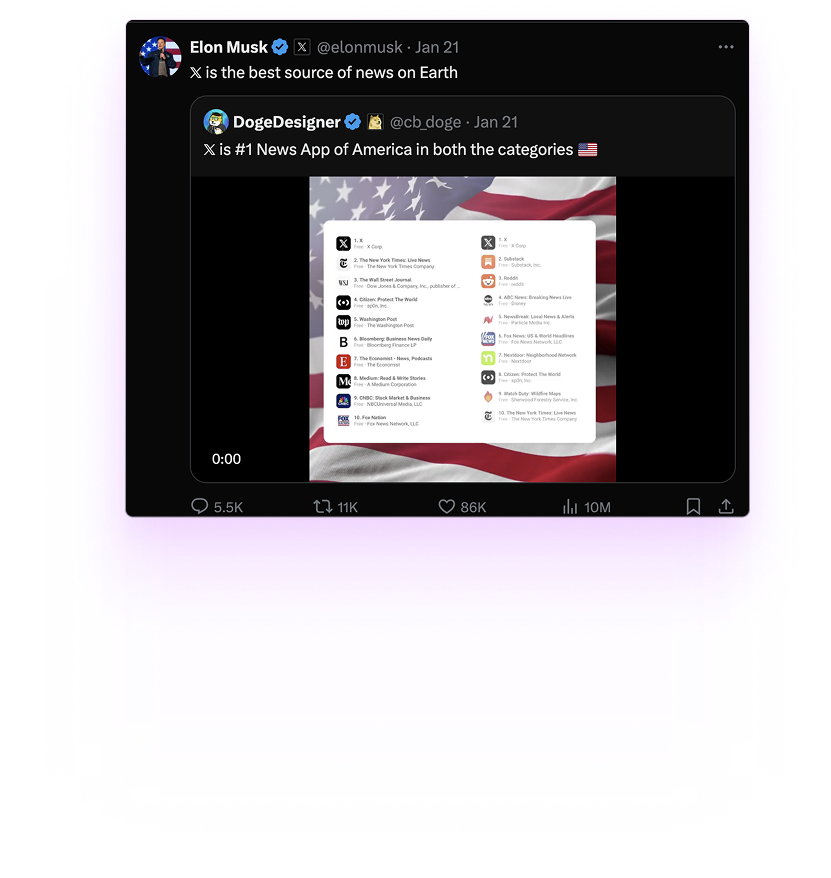 Elon Musk @elonmusk · Jan 21
X is the best source of news on Earth
DogeDesigner @cb_doge · Jan 21
X is #1 News App of America in both the categories 🇺🇸
1. X
Free · X Corp.
2. The New York Times: Live News
Free · The New York Times Company
3. The Wall Street Journal.
Free · Dow Jones & Company, Inc., publisher of ...
4. Citizen: Protect The World
Free · sp0n, Inc.
5. Washington Post
Free · The Washington Post
6. Bloomberg: Business News Daily
Free · Bloomberg Finance LP
7. The Economist - News, Podcasts
Free · The Economist
8. Medium: Read & Write Stories
Free · A Medium Corporation
9. CNBC: Stock Market & Business
Free · NBCUniversal Media, LLC
10. Fox Nation
Free · Fox News Network, LLC
1. X
Free · X Corp
2. Substack
Free · Substack, Inc.
3. Reddit
Free · reddit
4. ABC News: Breaking News Live
Free · Disney
5. NewsBreak: Local News & Alerts
Free · Particle Media Inc.
6. Fox News: US & World Headlines
Free · Fox News Network, LLC
7. Nextdoor: Neighborhood Network
Free · Nextdoor
8. Citizen: Protect The World
Free · sp0n, Inc.
9. Watch Duty: Wildfire Maps
Free · Sherwood Forestry Service, Inc.
10. The New York Times: Live News
Free · The New York Times Company
0:00
5.5K 11K 86K 10M